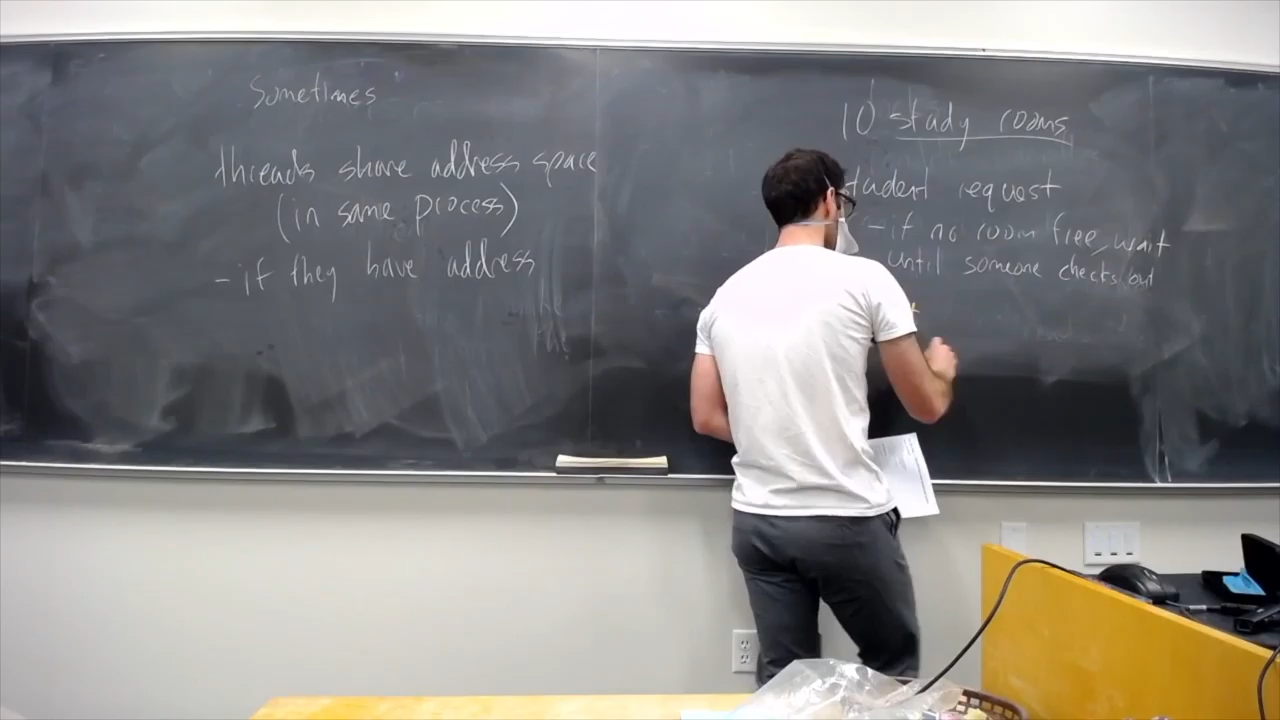 Sometimes
threads share address space
(in same process)
- if they have address
10 study rooms
tudent request
- if no room free, wait
until someone checks out